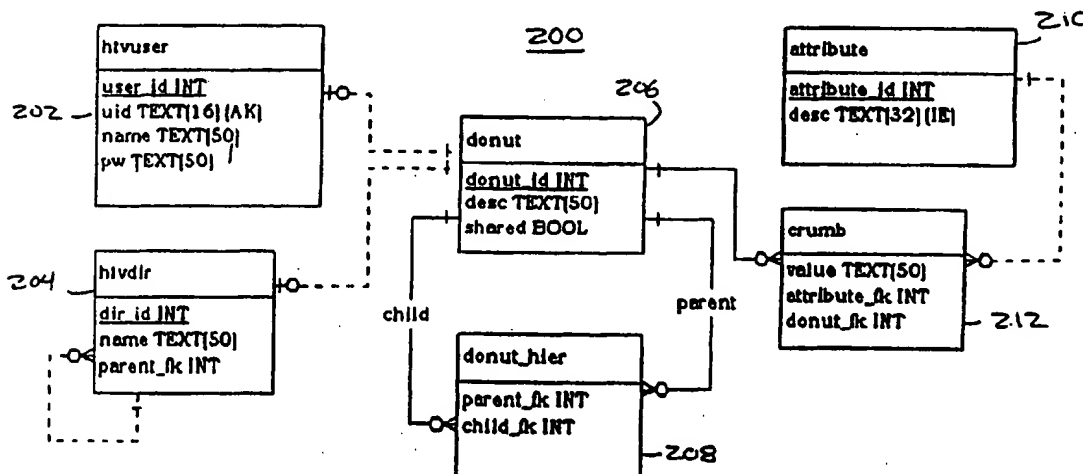 200
202
htvuser
user_id INT
uid TEXT[16] (AK)
name TEXT[50]
pw TEXT[50]
204
htvdir
dir_id INT
name TEXT[50]
parent_fk INT
206
donut
donut_id INT
desc TEXT[50]
shared BOOL
child
parent
donut_hier
parent_fk INT
child_fk INT
208
210
attribute
attribute_id INT
desc TEXT[32] (IE)
crumb
value TEXT[50]
attribute_fk INT
donut_fk INT
212